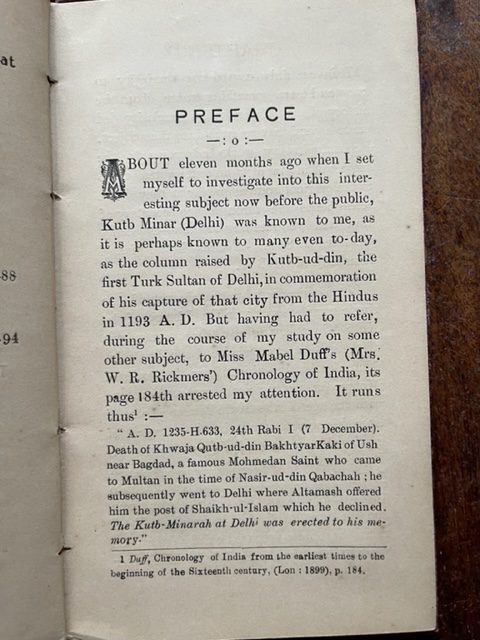 at
88
94
PREFACE
—: o :—
ABOUT eleven months ago when I set
myself to investigate into this inter-
esting subject now before the public,
Kutb Minar (Delhi) was known to me, as
it is perhaps known to many even to-day,
as the column raised by Kutb-ud-din, the
first Turk Sultan of Delhi, in commemoration
of his capture of that city from the Hindus
in 1193 A. D. But having had to refer,
during the course of my study on some
other subject, to Miss Mabel Duff's (Mrs.
W. R. Rickmers') Chronology of India, its
page 184th arrested my attention. It runs
thus¹ :—
" A. D. 1235-H.633, 24th Rabi I (7 December).
Death of Khwaja Qutb-ud-din BakhtyarKaki of Ush
near Bagdad, a famous Mohmedan Saint who came
to Multan in the time of Nasir-ud-din Qabachah ; he
subsequently went to Delhi where Altamash offered
him the post of Shaikh-ul-Islam which he declined.
The Kutb-Minarah at Delhi was erected to his me-
mory."
1 Duff, Chronology of India from the earliest times to the
beginning of the Sixteenth century, (Lon : 1899), p. 184.